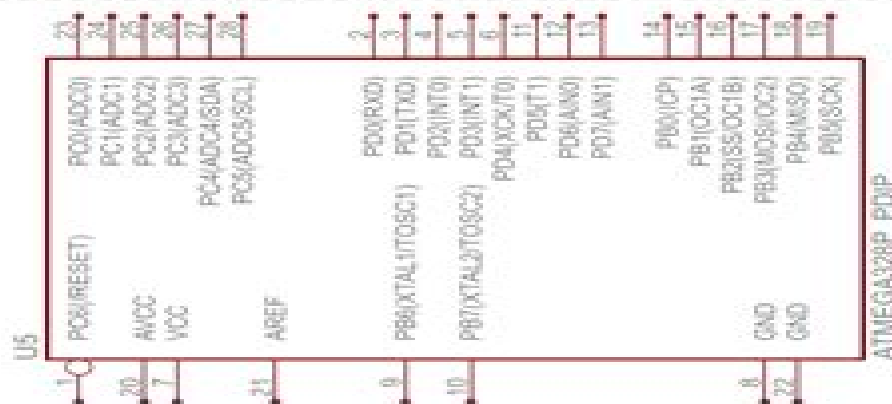 U5
1 PC6(/RESET)
20 AVCC
7 VCC
21 AREF
9 PB6(XTAL1/TOSC1)
10 PB7(XTAL2/TOSC2)
8 GND
22 GND
PC0(ADC0) 23
PC1(ADC1) 24
PC2(ADC2) 25
PC3(ADC3) 26
PC4(ADC4/SDA) 27
PC5(ADC5/SCL) 28
PD0(RXD) 2
PD1(TXD) 3
PD2(INT0) 4
PD3(INT1) 5
PD4(XCK/T0) 6
PD5(T1) 11
PD6(AIN0) 12
PD7(AIN1) 13
PB0(ICP) 14
PB1(OC1A) 15
PB2(SS/OC1B) 16
PB3(MOSI/OC2) 17
PB4(MISO) 18
PB5(SCK) 19
ATMEGA328P_PDIP